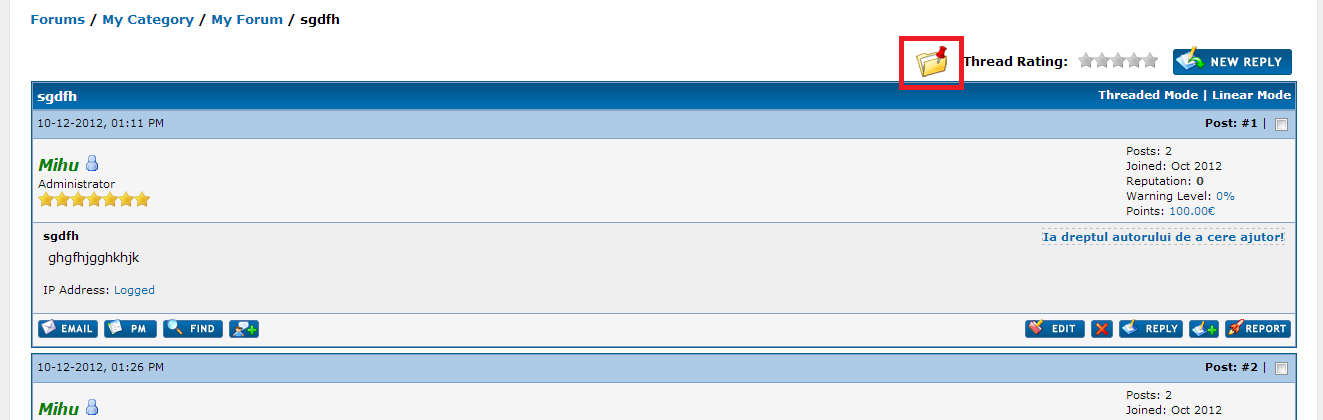 Forums / My Category / My Forum / sgdfh
Thread Rating:
NEW REPLY
sgdfh
Threaded Mode | Linear Mode
10-12-2012, 01:11 PM
Post: #1 |
Mihu
Administrator
Posts: 2
Joined: Oct 2012
Reputation: 0
Warning Level: 0%
Points: 100.00€
sgdfh
Ia dreptul autorului de a cere ajutor!
ghgfhjgghkhjk
IP Address: Logged
EMAIL PM FIND
EDIT REPLY REPORT
10-12-2012, 01:26 PM
Post: #2 |
Mihu
Posts: 2
Joined: Oct 2012